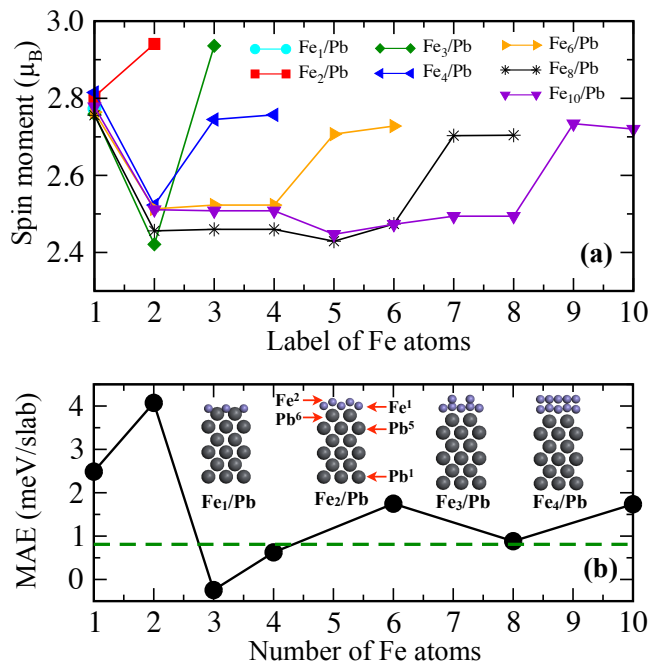 (a)
Spin moment (μB)
3.0
2.8
2.6
2.4
Fe1/Pb
Fe2/Pb
Fe3/Pb
Fe4/Pb
Fe6/Pb
Fe8/Pb
Fe10/Pb
1 2 3 4 5 6 7 8 9 10
Label of Fe atoms
(b)
MAE (meV/slab)
4
3
2
1
0
Fe2
Fe1
Pb6
Pb5
Pb1
Fe1/Pb
Fe2/Pb
Fe3/Pb
Fe4/Pb
1 2 3 4 5 6 7 8 9 10
Number of Fe atoms